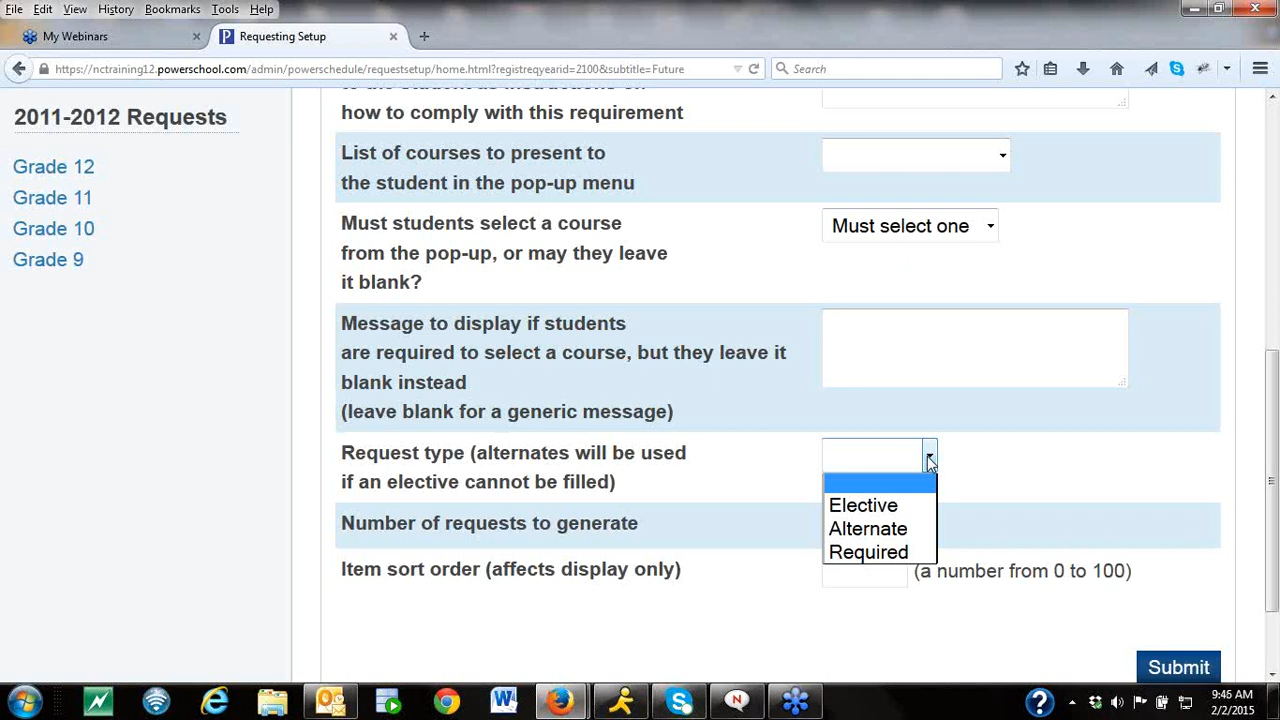 File Edit View History Bookmarks Tools Help
My Webinars × Requesting Setup × +
https://nctraining12.powerschool.com/admin/powerschedule/requestsetup/home.html?registreqyearid=2100&subtitle=Future Search
2011-2012 Requests
Grade 12
Grade 11
Grade 10
Grade 9
how to comply with this requirement
List of courses to present to
the student in the pop-up menu
Must students select a course
from the pop-up, or may they leave
it blank?
Must select one
Message to display if students
are required to select a course, but they leave it
blank instead
(leave blank for a generic message)
Request type (alternates will be used
if an elective cannot be filled)
Elective
Alternate
Required
Number of requests to generate
Item sort order (affects display only)
(a number from 0 to 100)
Submit
9:46 AM
2/2/2015